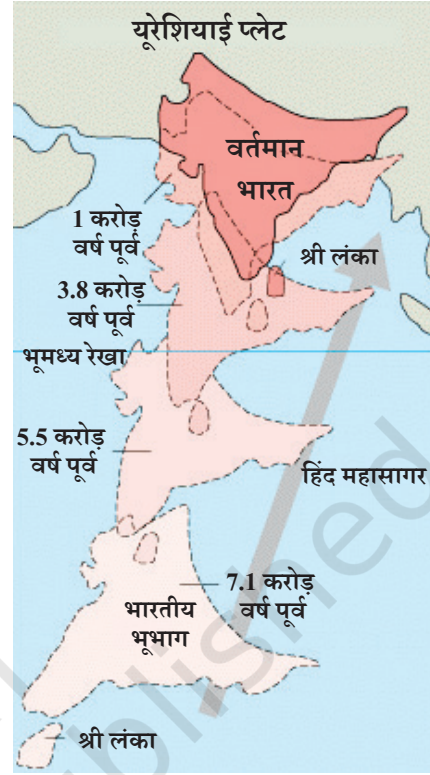 यूरेशियाई प्लेट
वर्तमान
भारत
1 करोड़
वर्ष पूर्व
श्री लंका
3.8 करोड़
वर्ष पूर्व
भूमध्य रेखा
5.5 करोड़
वर्ष पूर्व
हिंद महासागर
7.1 करोड़
वर्ष पूर्व
भारतीय
भूभाग
श्री लंका